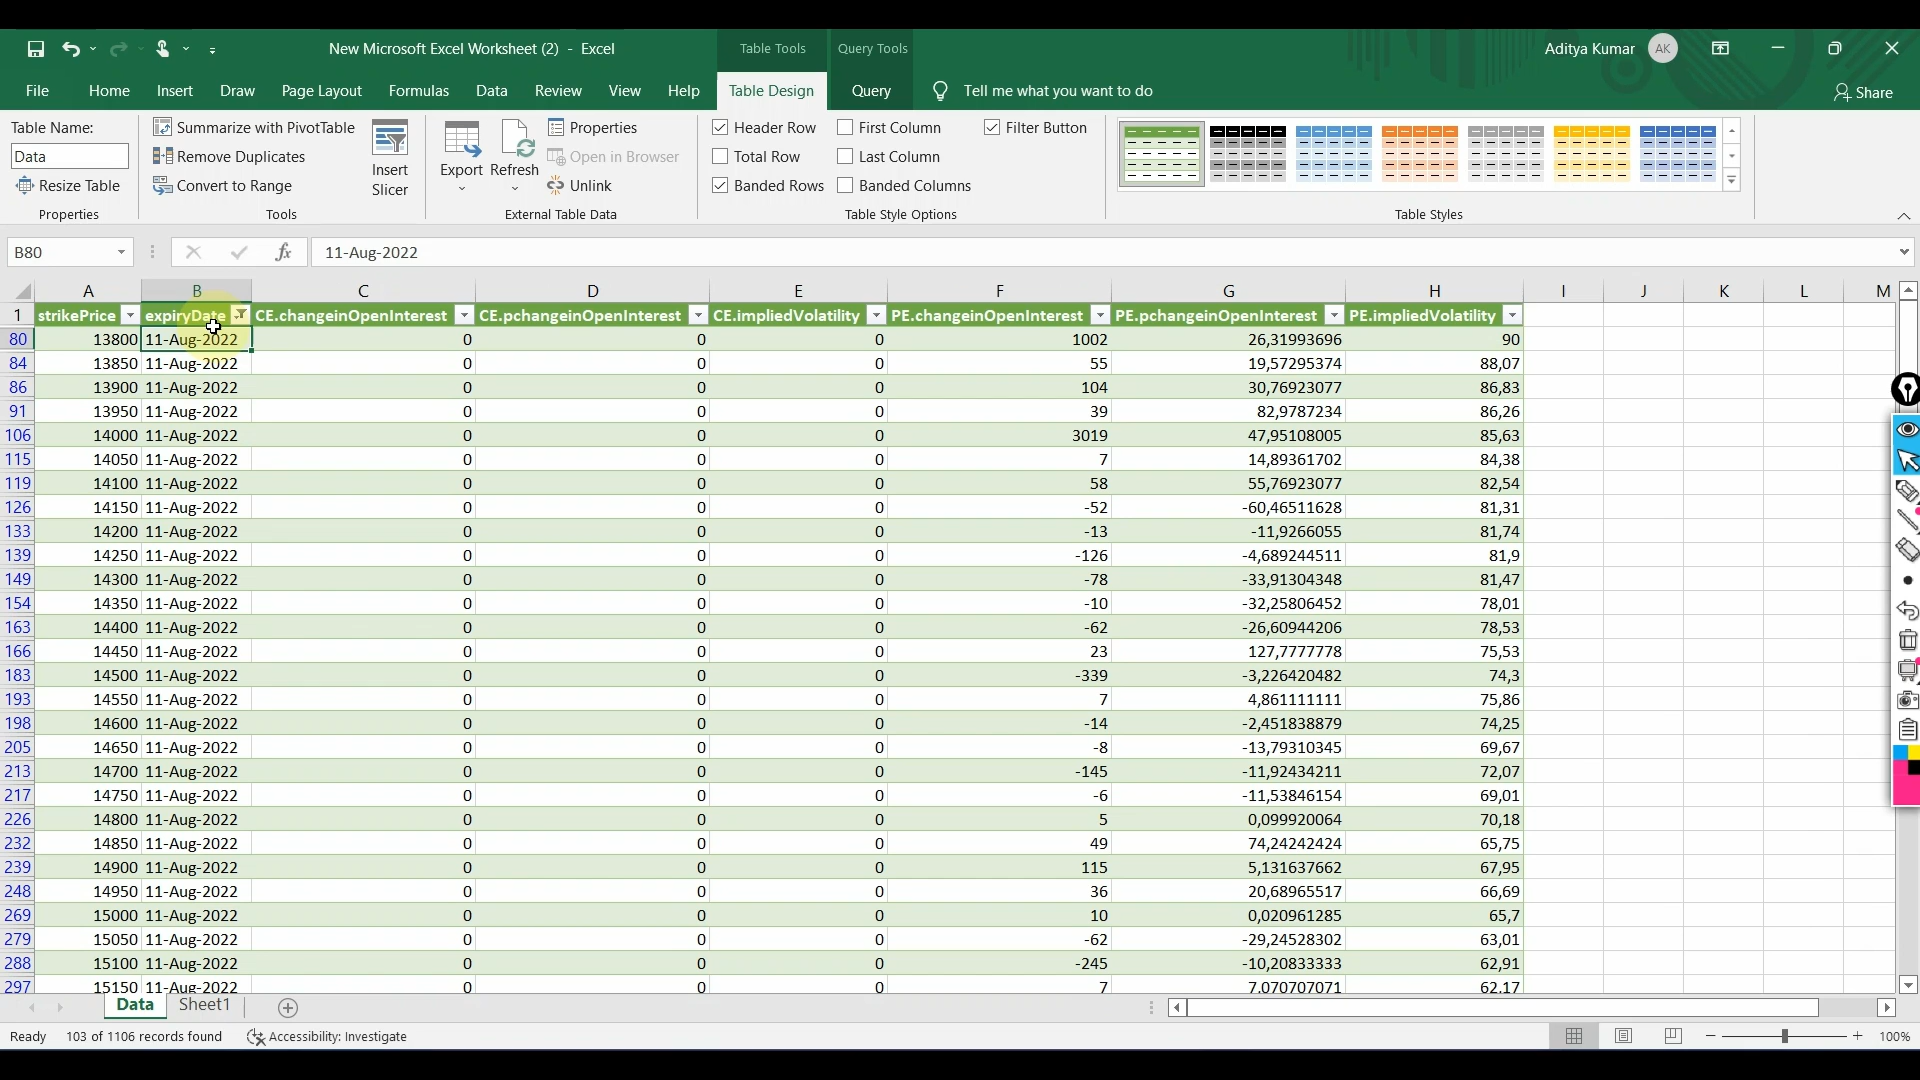 New Microsoft Excel Worksheet (2) - Excel
Table Tools
Query Tools
Aditya Kumar
AK
File
Home
Insert
Draw
Page Layout
Formulas
Data
Review
View
Help
Table Design
Query
Tell me what you want to do
Share
Table Name:
Data
Resize Table
Properties
Summarize with PivotTable
Remove Duplicates
Convert to Range
Tools
Insert
Slicer
Export
Refresh
Properties
Open in Browser
Unlink
External Table Data
Header Row
Total Row
Banded Rows
First Column
Last Column
Banded Columns
Filter Button
Table Style Options
Table Styles
B80
fx
11-Aug-2022
A B C D E F G H I J K L M
1 strikePrice expiryDate CE.changeinOpenInterest CE.pchangeinOpenInterest CE.impliedVolatility PE.changeinOpenInterest PE.pchangeinOpenInterest PE.impliedVolatility
80 13800 11-Aug-2022 0 0 0 1002 26,31993696 90
84 13850 11-Aug-2022 0 0 0 55 19,57295374 88,07
86 13900 11-Aug-2022 0 0 0 104 30,76923077 86,83
91 13950 11-Aug-2022 0 0 0 39 82,9787234 86,26
106 14000 11-Aug-2022 0 0 0 3019 47,95108005 85,63
115 14050 11-Aug-2022 0 0 0 7 14,89361702 84,38
119 14100 11-Aug-2022 0 0 0 58 55,76923077 82,54
126 14150 11-Aug-2022 0 0 0 -52 -60,46511628 81,31
133 14200 11-Aug-2022 0 0 0 -13 -11,9266055 81,74
139 14250 11-Aug-2022 0 0 0 -126 -4,689244511 81,9
149 14300 11-Aug-2022 0 0 0 -78 -33,91304348 81,47
154 14350 11-Aug-2022 0 0 0 -10 -32,25806452 78,01
163 14400 11-Aug-2022 0 0 0 -62 -26,60944206 78,53
166 14450 11-Aug-2022 0 0 0 23 127,7777778 75,53
183 14500 11-Aug-2022 0 0 0 -339 -3,226420482 74,3
193 14550 11-Aug-2022 0 0 0 7 4,861111111 75,86
198 14600 11-Aug-2022 0 0 0 -14 -2,451838879 74,25
205 14650 11-Aug-2022 0 0 0 -8 -13,79310345 69,67
213 14700 11-Aug-2022 0 0 0 -145 -11,92434211 72,07
217 14750 11-Aug-2022 0 0 0 -6 -11,53846154 69,01
226 14800 11-Aug-2022 0 0 0 5 0,099920064 70,18
232 14850 11-Aug-2022 0 0 0 49 74,24242424 65,75
239 14900 11-Aug-2022 0 0 0 115 5,131637662 67,95
248 14950 11-Aug-2022 0 0 0 36 20,68965517 66,69
269 15000 11-Aug-2022 0 0 0 10 0,020961285 65,7
279 15050 11-Aug-2022 0 0 0 -62 -29,24528302 63,01
288 15100 11-Aug-2022 0 0 0 -245 -10,20833333 62,91
297 15150 11-Aug-2022 0 0 0 7 7,070707071 62,17
Data
Sheet1
Ready
103 of 1106 records found
Accessibility: Investigate
100%